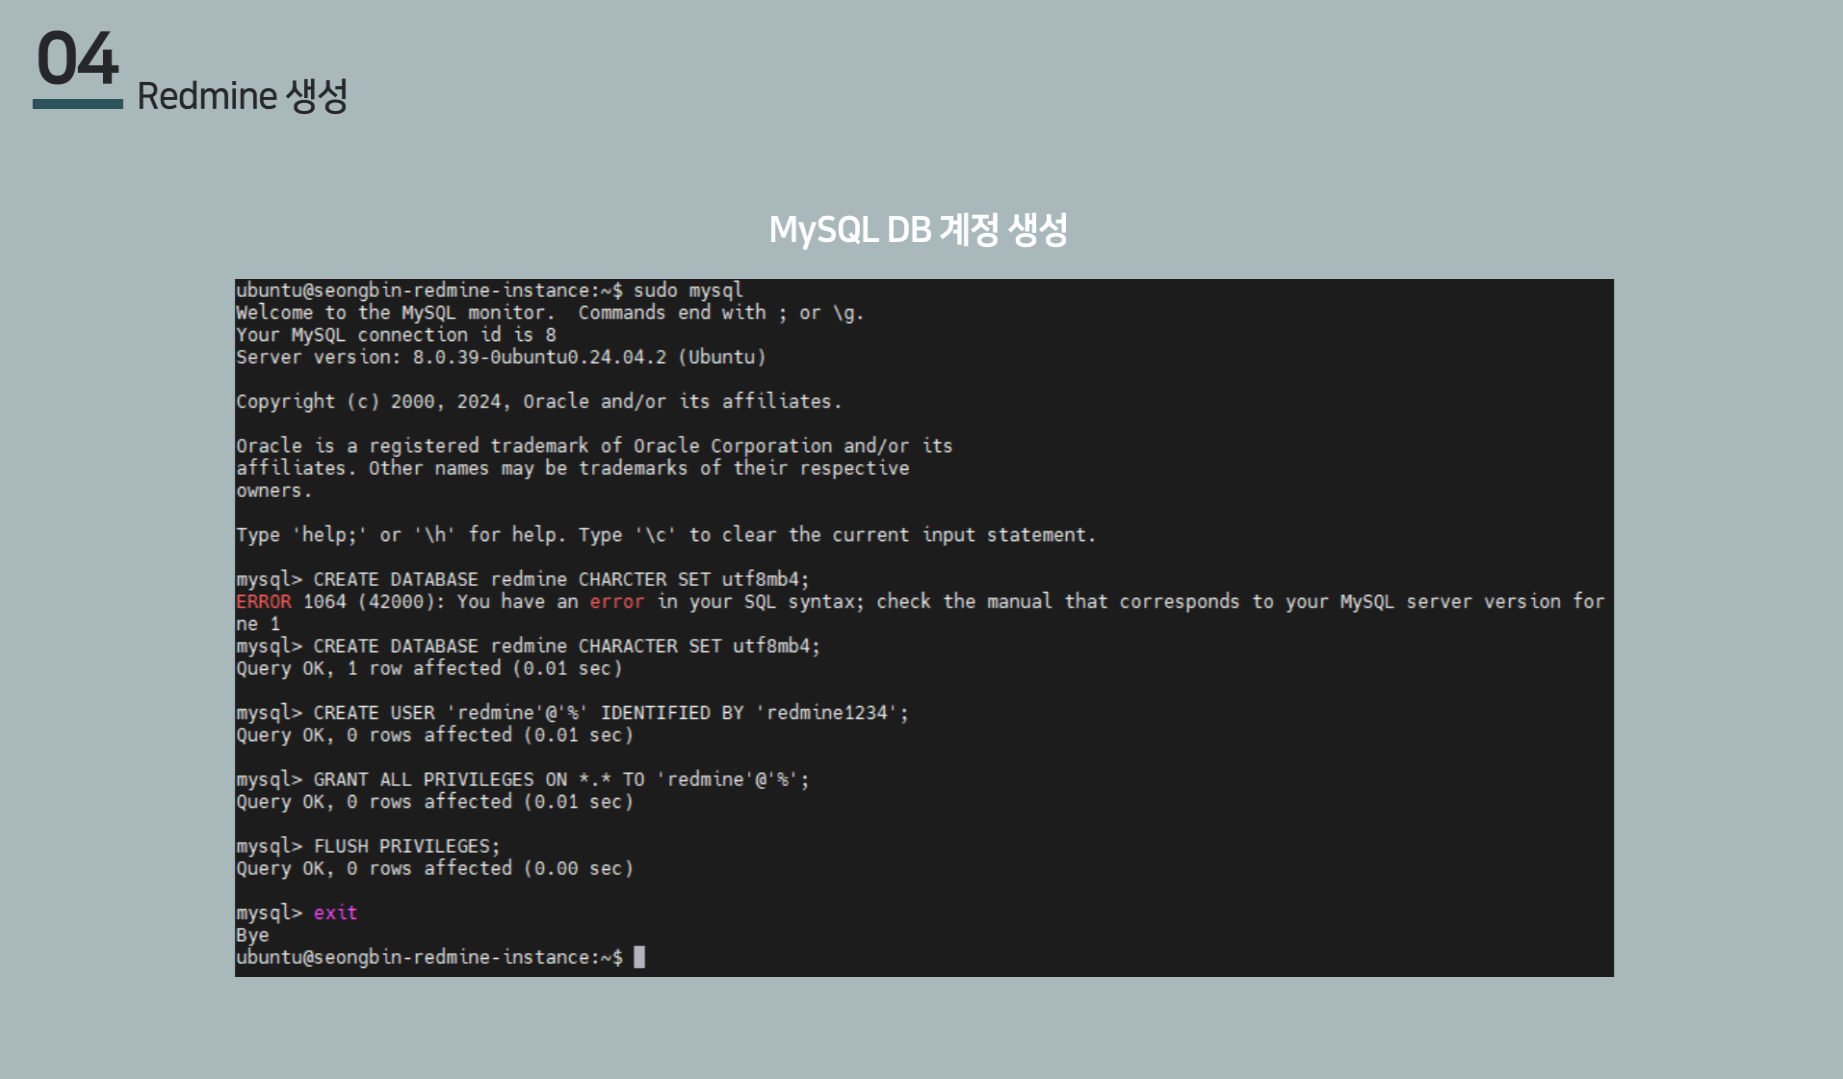 04
Redmine 생성
MySQL DB 계정 생성
ubuntu@seongbin-redmine-instance:~$ sudo mysql
Welcome to the MySQL monitor.  Commands end with ; or \g.
Your MySQL connection id is 8
Server version: 8.0.39-0ubuntu0.24.04.2 (Ubuntu)
Copyright (c) 2000, 2024, Oracle and/or its affiliates.
Oracle is a registered trademark of Oracle Corporation and/or its
affiliates. Other names may be trademarks of their respective
owners.
Type 'help;' or '\h' for help. Type '\c' to clear the current input statement.
mysql> CREATE DATABASE redmine CHARCTER SET utf8mb4;
ERROR 1064 (42000): You have an error in your SQL syntax; check the manual that corresponds to your MySQL server version for
ne 1
mysql> CREATE DATABASE redmine CHARACTER SET utf8mb4;
Query OK, 1 row affected (0.01 sec)
mysql> CREATE USER 'redmine'@'%' IDENTIFIED BY 'redmine1234';
Query OK, 0 rows affected (0.01 sec)
mysql> GRANT ALL PRIVILEGES ON *.* TO 'redmine'@'%';
Query OK, 0 rows affected (0.01 sec)
mysql> FLUSH PRIVILEGES;
Query OK, 0 rows affected (0.00 sec)
mysql> exit
Bye
ubuntu@seongbin-redmine-instance:~$